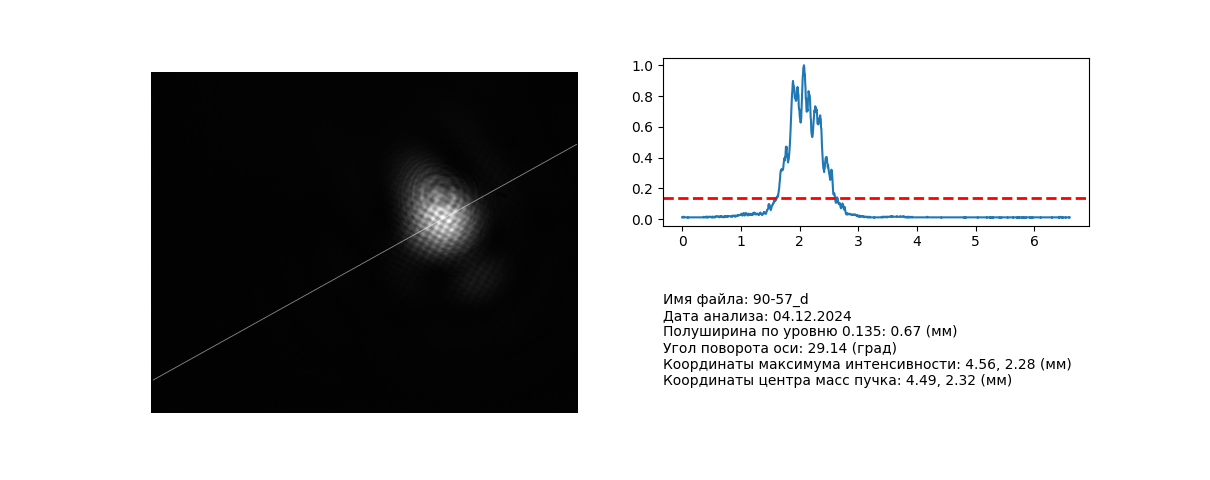 1.0
0.8
0.6
0.4
0.2
0.0
0 1 2 3 4 5 6
Имя файла: 90-57_d
Дата анализа: 04.12.2024
Полуширина по уровню 0.135: 0.67 (мм)
Угол поворота оси: 29.14 (град)
Координаты максимума интенсивности: 4.56, 2.28 (мм)
Координаты центра масс пучка: 4.49, 2.32 (мм)